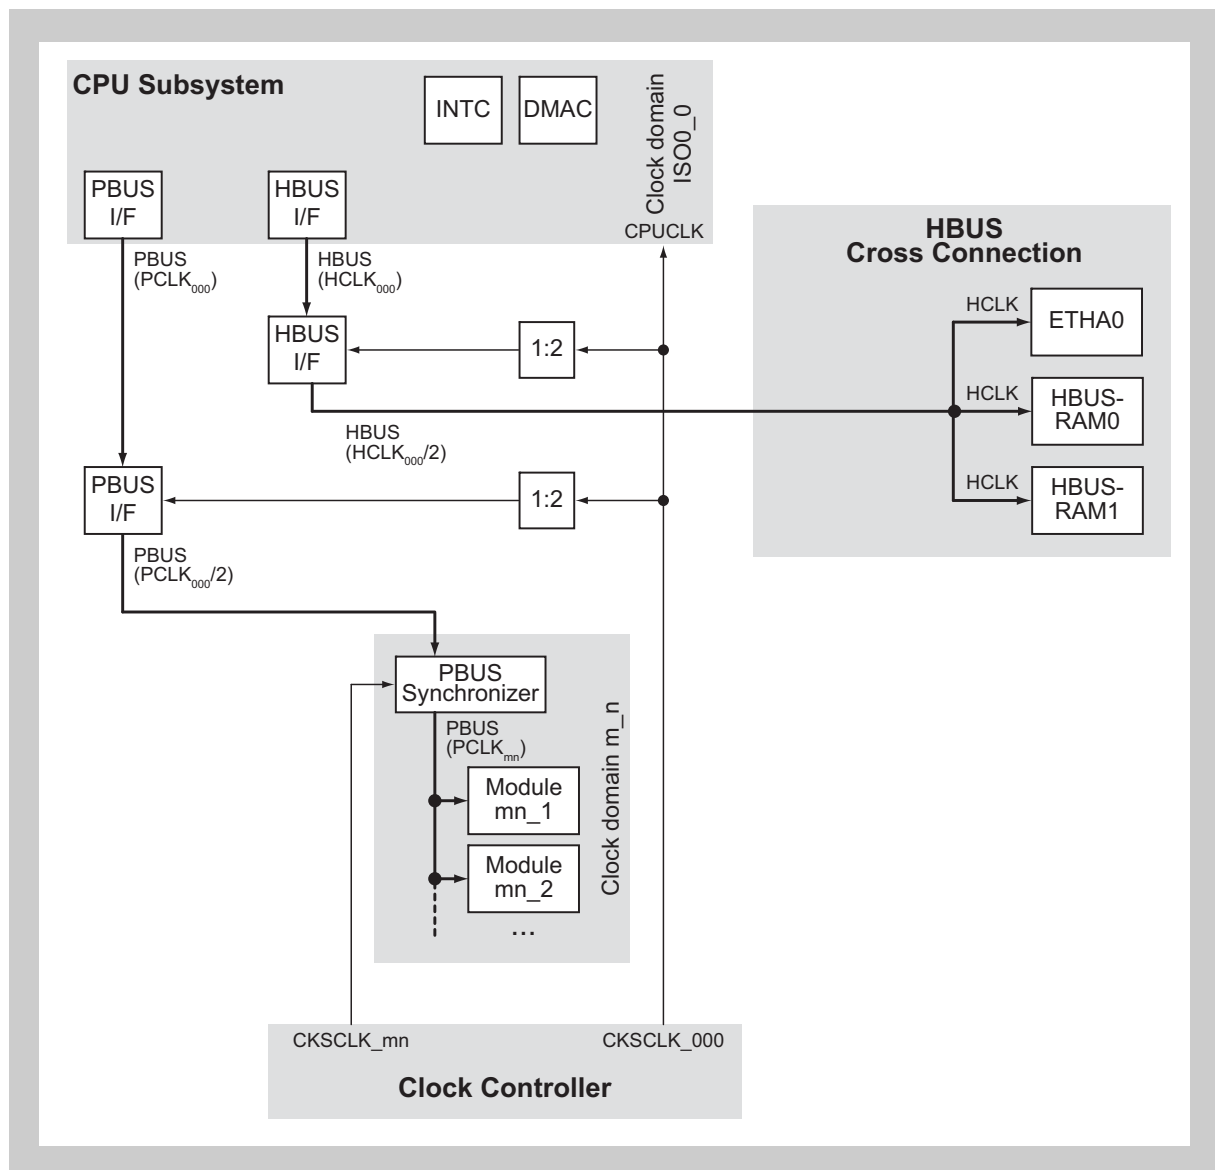 CPU Subsystem
INTC
DMAC
Clock domain
ISO0_0
CPUCLK
PBUS
I/F
HBUS
I/F
PBUS
(PCLK000)
HBUS
(HCLK000)
HBUS
I/F
1:2
HBUS
(HCLK000/2)
HBUS
Cross Connection
HCLK
ETHA0
HCLK
HBUS-
RAM0
HCLK
HBUS-
RAM1
PBUS
I/F
1:2
PBUS
(PCLK000/2)
PBUS
Synchronizer
PBUS
(PCLKmn)
Module
mn_1
Module
mn_2
...
Clock domain m_n
CKSCLK_mn
CKSCLK_000
Clock Controller